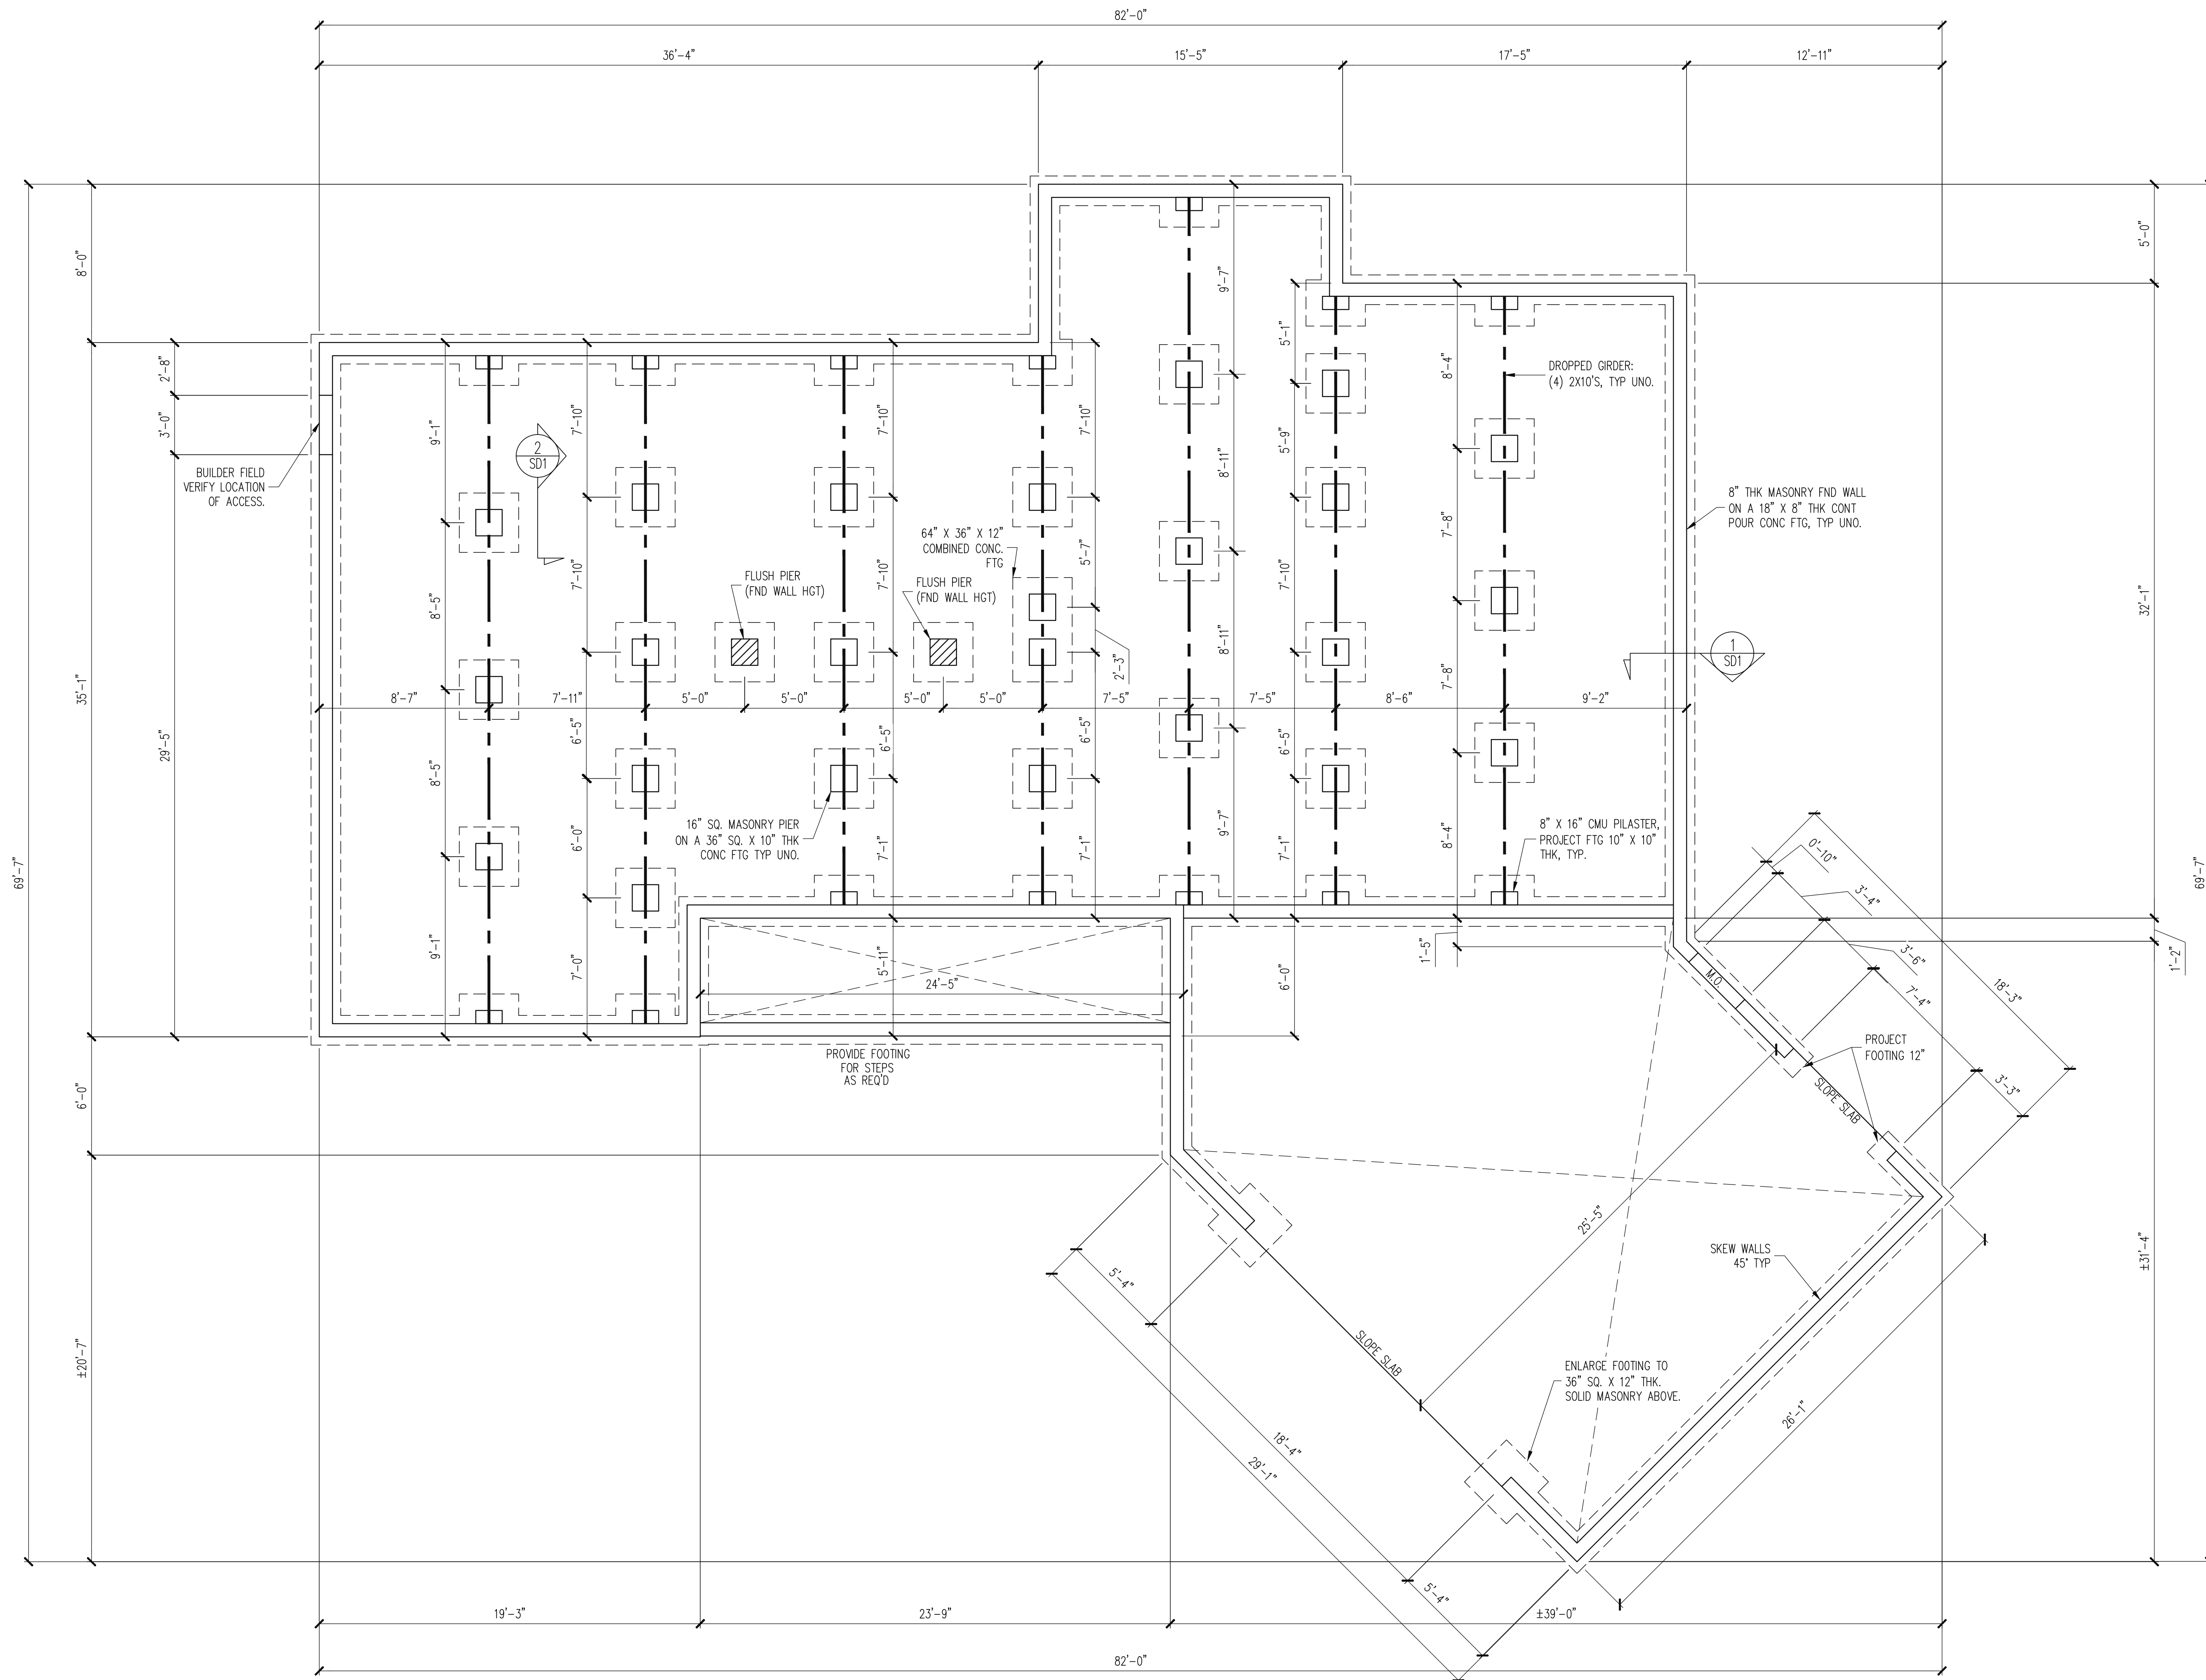 82'-0"
36'-4"
15'-5"
17'-5"
12'-11"
8'-0"
5'-0"
9'-7"
5'-1"
8'-4"
DROPPED GIRDER:
(4) 2X10'S, TYP UNO.
2'-8"
3'-0"
9'-1"
7'-10"
7'-10"
7'-10"
2
SD1
8'-11"
5'-9"
BUILDER FIELD
VERIFY LOCATION
OF ACCESS.
8" THK MASONRY FND WALL
ON A 18" X 8" THK CONT
POUR CONC FTG, TYP UNO.
7'-8"
64" X 36" X 12"
COMBINED CONC.
FTG
5'-7"
FLUSH PIER
(FND WALL HGT)
FLUSH PIER
(FND WALL HGT)
8'-5"
7'-10"
7'-10"
7'-10"
32'-1"
8'-11"
2'-3"
7'-8"
1
SD1
35'-1"
29'-5"
8'-7"
7'-11"
5'-0"
5'-0"
5'-0"
5'-0"
7'-5"
7'-5"
8'-6"
9'-2"
8'-5"
6'-5"
6'-5"
6'-5"
6'-5"
16" SQ. MASONRY PIER
ON A 36" SQ. X 10" THK
CONC FTG TYP UNO.
6'-0"
7'-1"
7'-1"
9'-7"
7'-1"
8'-4"
8" X 16" CMU PILASTER,
PROJECT FTG 10" X 10"
THK, TYP.
69'-7"
69'-7"
0'-10"
3'-4"
3'-6"
7'-4"
18'-3"
1'-2"
9'-1"
7'-0"
5'-11"
24'-5"
6'-0"
1'-5"
M.O.
PROJECT
FOOTING 12"
3'-3"
PROVIDE FOOTING
FOR STEPS
AS REQ'D
6'-0"
SLOPE SLAB
25'-5"
SKEW WALLS
45° TYP
±31'-4"
5'-4"
±20'-7"
SLOPE SLAB
ENLARGE FOOTING TO
36" SQ. X 12" THK.
SOLID MASONRY ABOVE.
26'-1"
18'-4"
29'-1"
5'-4"
19'-3"
23'-9"
±39'-0"
82'-0"